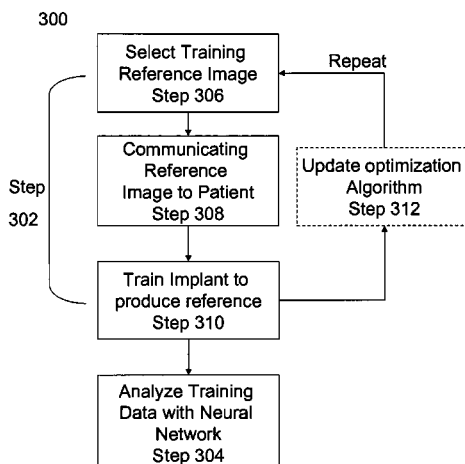 300
Select Training
Reference Image
Step 306
Repeat
Communicating
Reference
Image to Patient
Step 308
Update optimization
Algorithm
Step 312
Step
302
Train Implant to
produce reference
Step 310
Analyze Training
Data with Neural
Network
Step 304